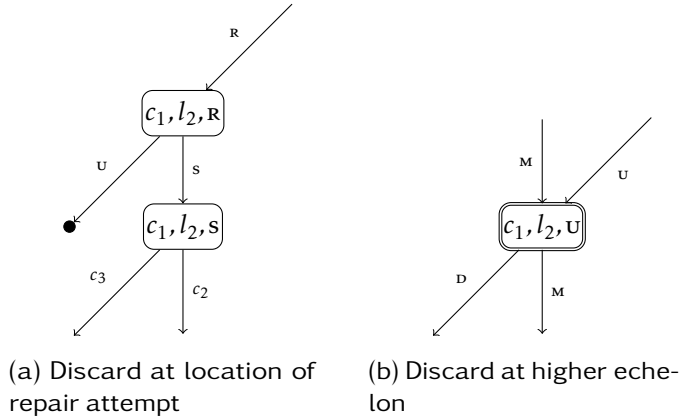 R
c₁, l₂, R
U
S
c₁, l₂, S
c₃
c₂
(a) Discard at location of
repair attempt
M
U
c₁, l₂, U
D
M
(b) Discard at higher eche-
lon